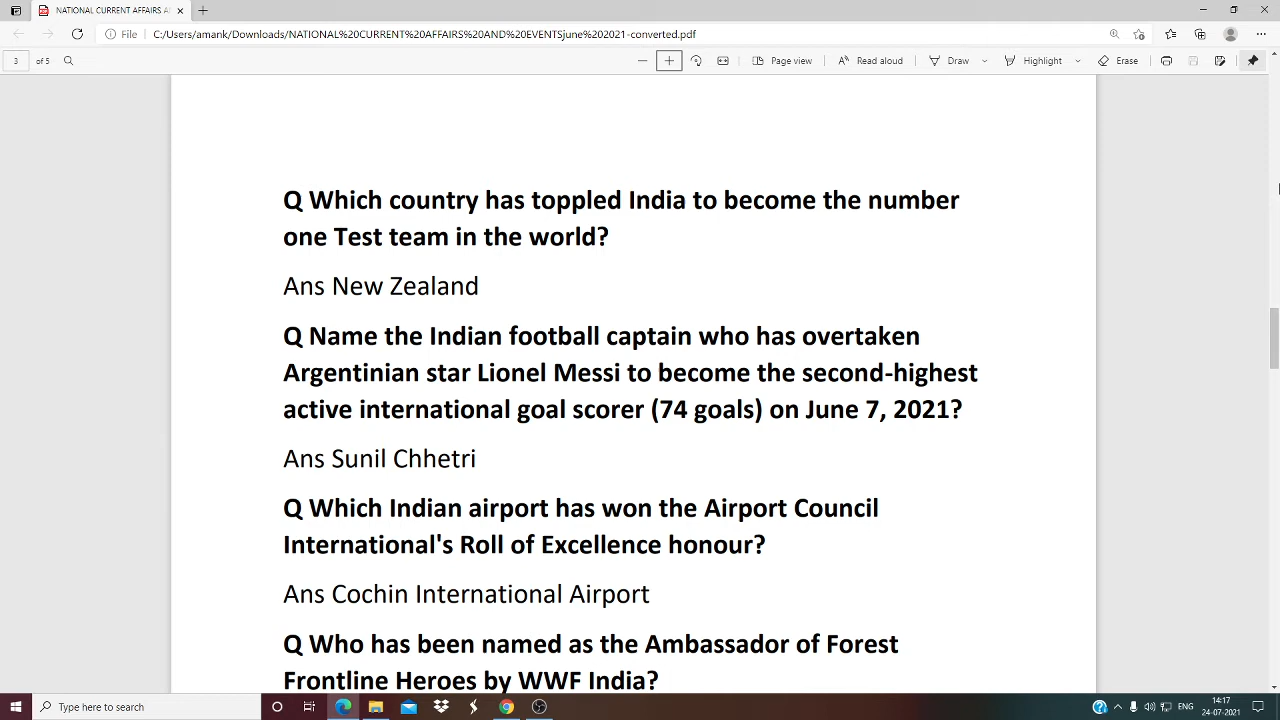 NATIONAL CURRENT AFFAIRS A
File C:/Users/amank/Downloads/NATIONAL%20CURRENT%20AFFAIRS%20AND%20EVENTSjune%202021-converted.pdf
3 of 5 Page view Read aloud Draw Highlight Erase
Q Which country has toppled India to become the number
one Test team in the world?
Ans New Zealand
Q Name the Indian football captain who has overtaken
Argentinian star Lionel Messi to become the second-highest
active international goal scorer (74 goals) on June 7, 2021?
Ans Sunil Chhetri
Q Which Indian airport has won the Airport Council
International's Roll of Excellence honour?
Ans Cochin International Airport
Q Who has been named as the Ambassador of Forest
Frontline Heroes by WWF India?
Type here to search
ENG
14:17
24-07-2021